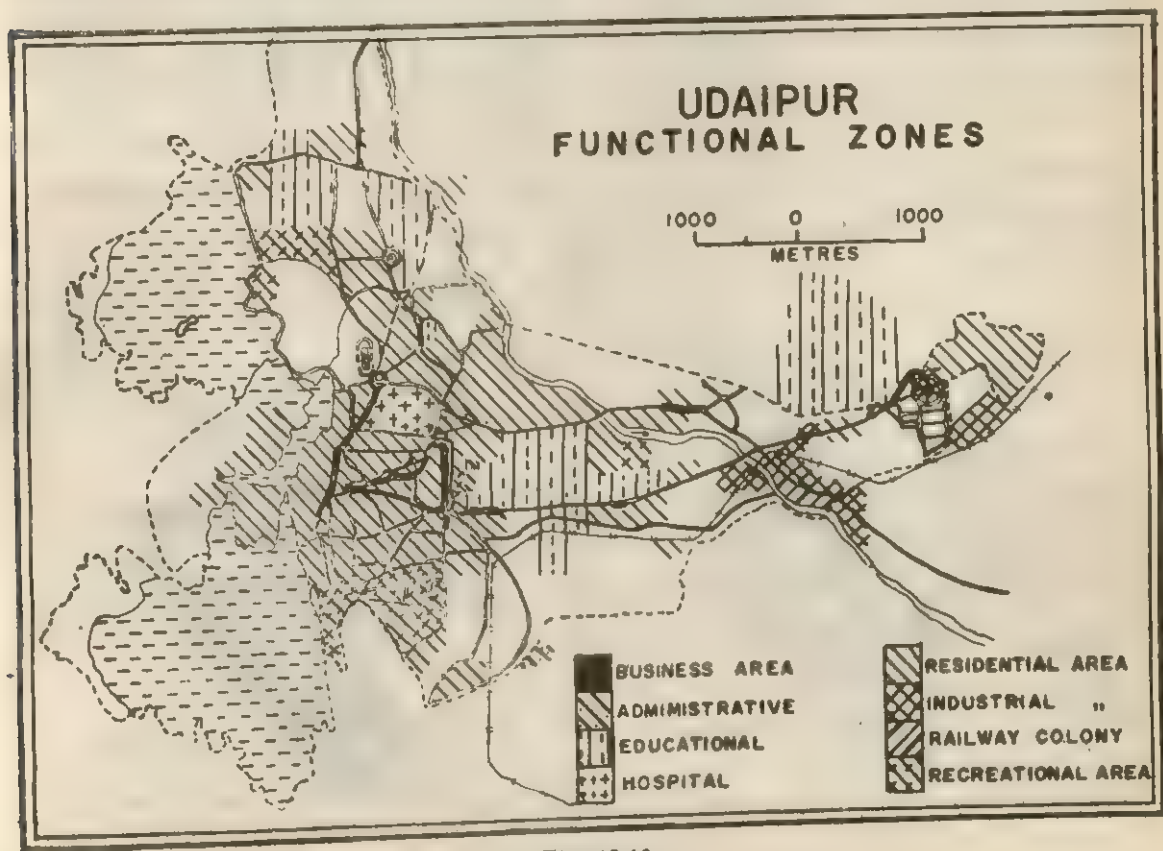 UDAIPUR
FUNCTIONAL ZONES
1000 0 1000
METRES
BUSINESS AREA
ADMIMISTRATIVE
EDUCATIONAL
HOSPITAL
RESIDENTIAL AREA
INDUSTRIAL "
RAILWAY COLONY
RECREATIONAL AREA